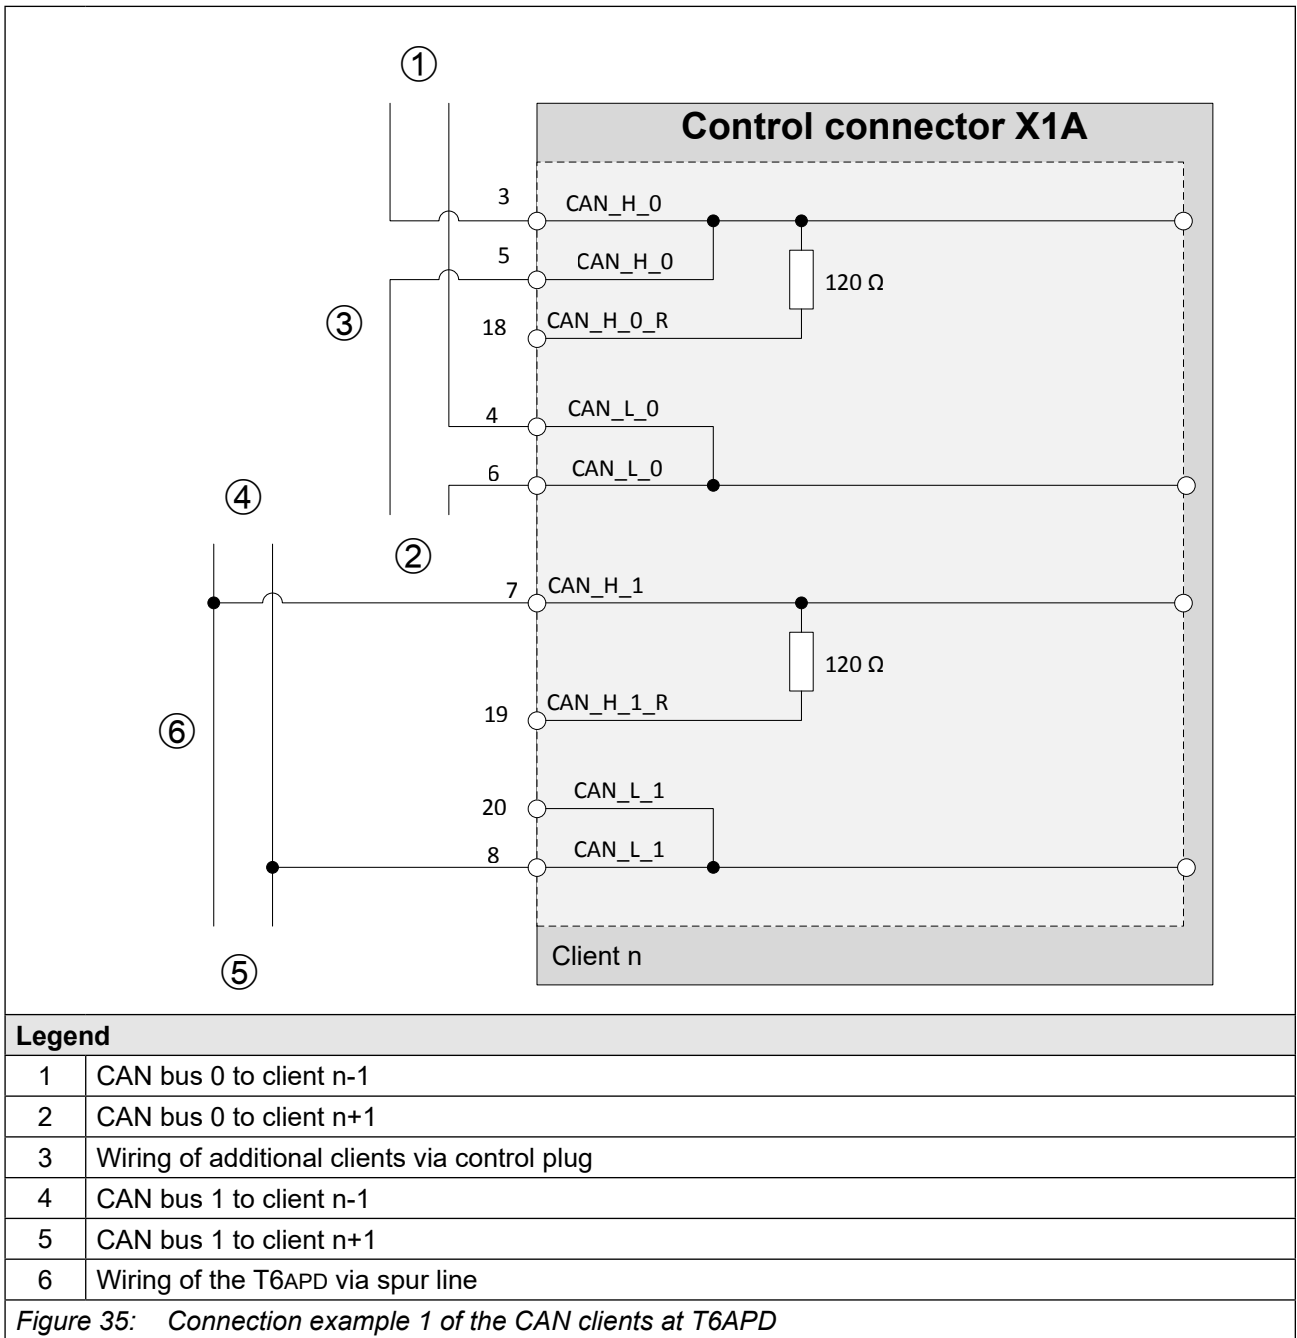 ①
Control connector X1A
3 CAN_H_0
5 CAN_H_0
120 Ω
③
18 CAN_H_0_R
4 CAN_L_0
6 CAN_L_0
④
②
7 CAN_H_1
120 Ω
19 CAN_H_1_R
⑥
20 CAN_L_1
8 CAN_L_1
Client n
⑤
Legend
1 CAN bus 0 to client n-1
2 CAN bus 0 to client n+1
3 Wiring of additional clients via control plug
4 CAN bus 1 to client n-1
5 CAN bus 1 to client n+1
6 Wiring of the T6APD via spur line
Figure 35: Connection example 1 of the CAN clients at T6APD